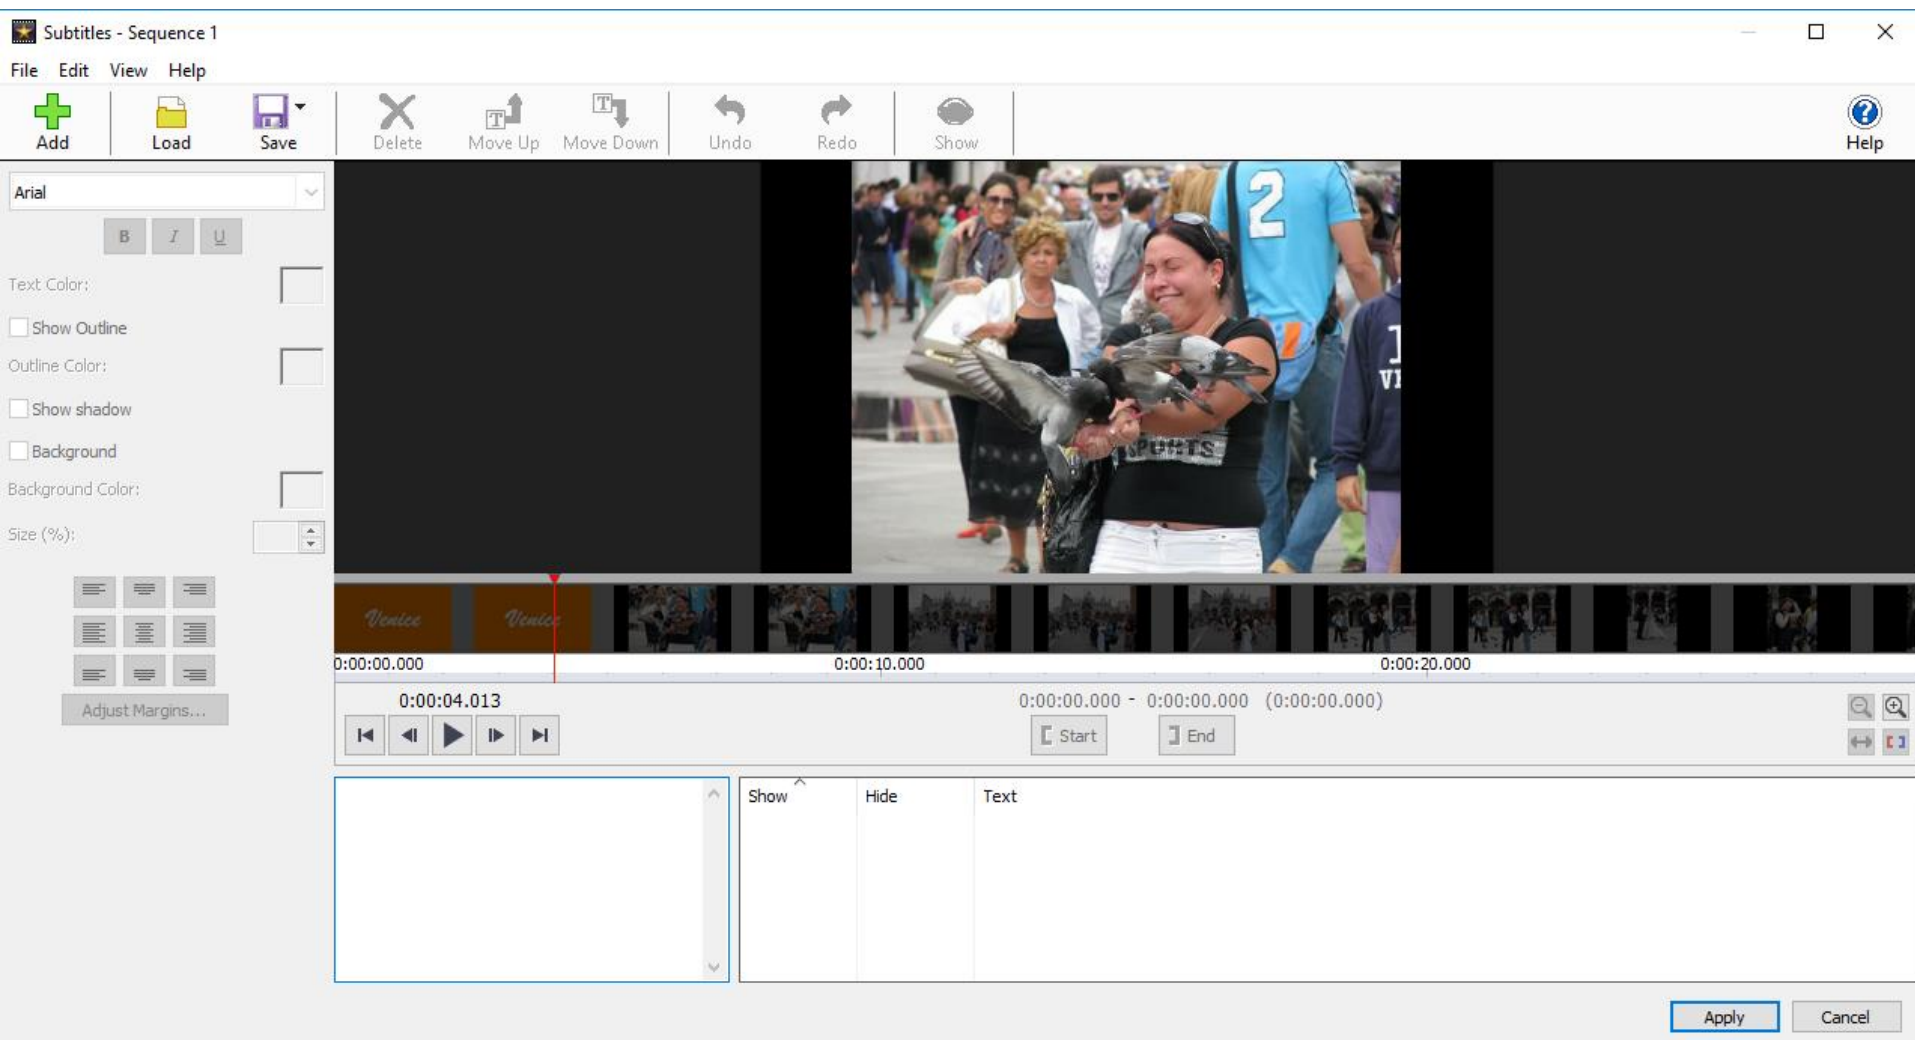 Subtitles - Sequence 1
File Edit View Help
Add Load Save Delete Move Up Move Down Undo Redo Show Help
Arial
B I U
Text Color:
Show Outline
Outline Color:
Show shadow
Background
Background Color:
Size (%):
Adjust Margins...
2
SPORTS
Venice Venice
0:00:00.000 0:00:10.000 0:00:20.000
0:00:04.013
0:00:00.000 - 0:00:00.000 (0:00:00.000)
Start End
Show Hide Text
Apply Cancel